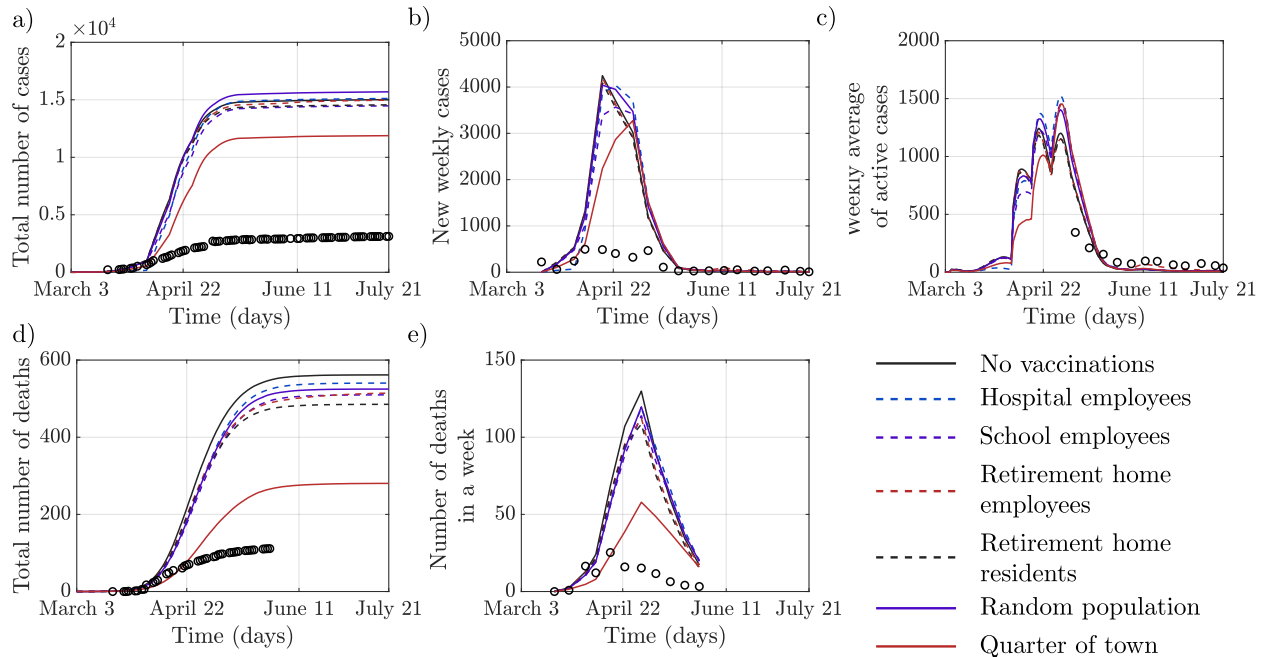 a)
×10⁴
2
1.5
1
0.5
0
March 3
April 22
June 11
July 21
Time (days)
Total number of cases
b)
5000
4000
3000
2000
1000
0
March 3
April 22
June 11
July 21
Time (days)
New weekly cases
c)
2000
1500
1000
500
0
March 3
April 22
June 11
July 21
Time (days)
weekly average
of active cases
d)
600
400
200
0
March 3
April 22
June 11
July 21
Time (days)
Total number of deaths
e)
150
100
50
0
March 3
April 22
June 11
July 21
Time (days)
Number of deaths
in a week
No vaccinations
Hospital employees
School employees
Retirement home
employees
Retirement home
residents
Random population
Quarter of town